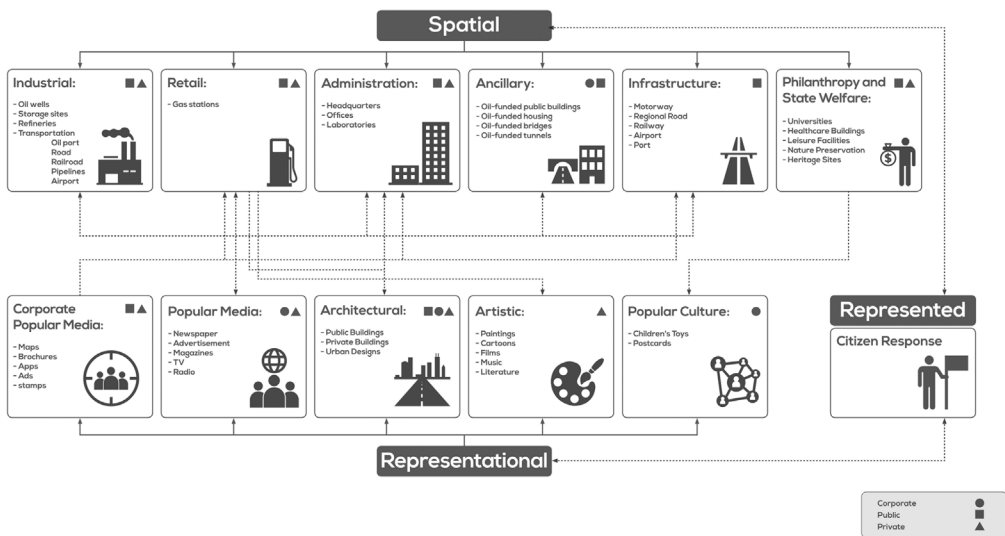 Spatial
Industrial:
- Oil wells
- Storage sites
- Refineries
- Transportation
Oil part
Road
Railroad
Pipelines
Airport
Retail:
- Gas stations
Administration:
- Headquarters
- Offices
- Laboratories
Ancillary:
- Oil-funded public buildings
- Oil-funded housing
- Oil-funded bridges
- Oil-funded tunnels
Infrastructure:
- Motorway
- Regional Road
- Railway
- Airport
- Port
Philanthropy and
State Welfare:
- Universities
- Healthcare Buildings
- Leisure Facilities
- Nature Preservation
- Heritage Sites
$
Corporate
Popular Media:
- Maps
- Brochures
- Apps
- Ads
- stamps
Popular Media:
- Newspaper
- Advertisement
- Magazines
- TV
- Radio
Architectural:
- Public Buildings
- Private Buildings
- Urban Designs
Artistic:
- Paintings
- Cartoons
- Films
- Music
- Literature
Popular Culture:
- Children's Toys
- Postcards
Represented
Citizen Response
Representational
Corporate
Public
Private